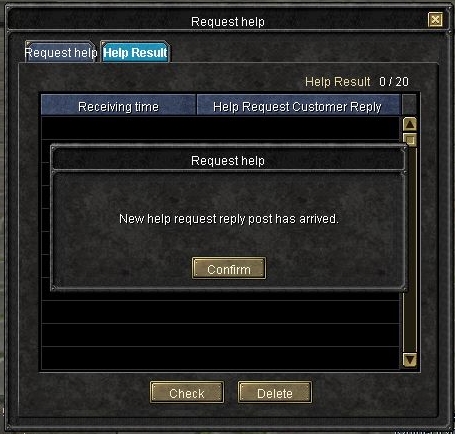 Request help
Request help Help Result
Help Result 0 / 20
Receiving time Help Request Customer Reply
Request help
New help request reply post has arrived.
Confirm
Check Delete